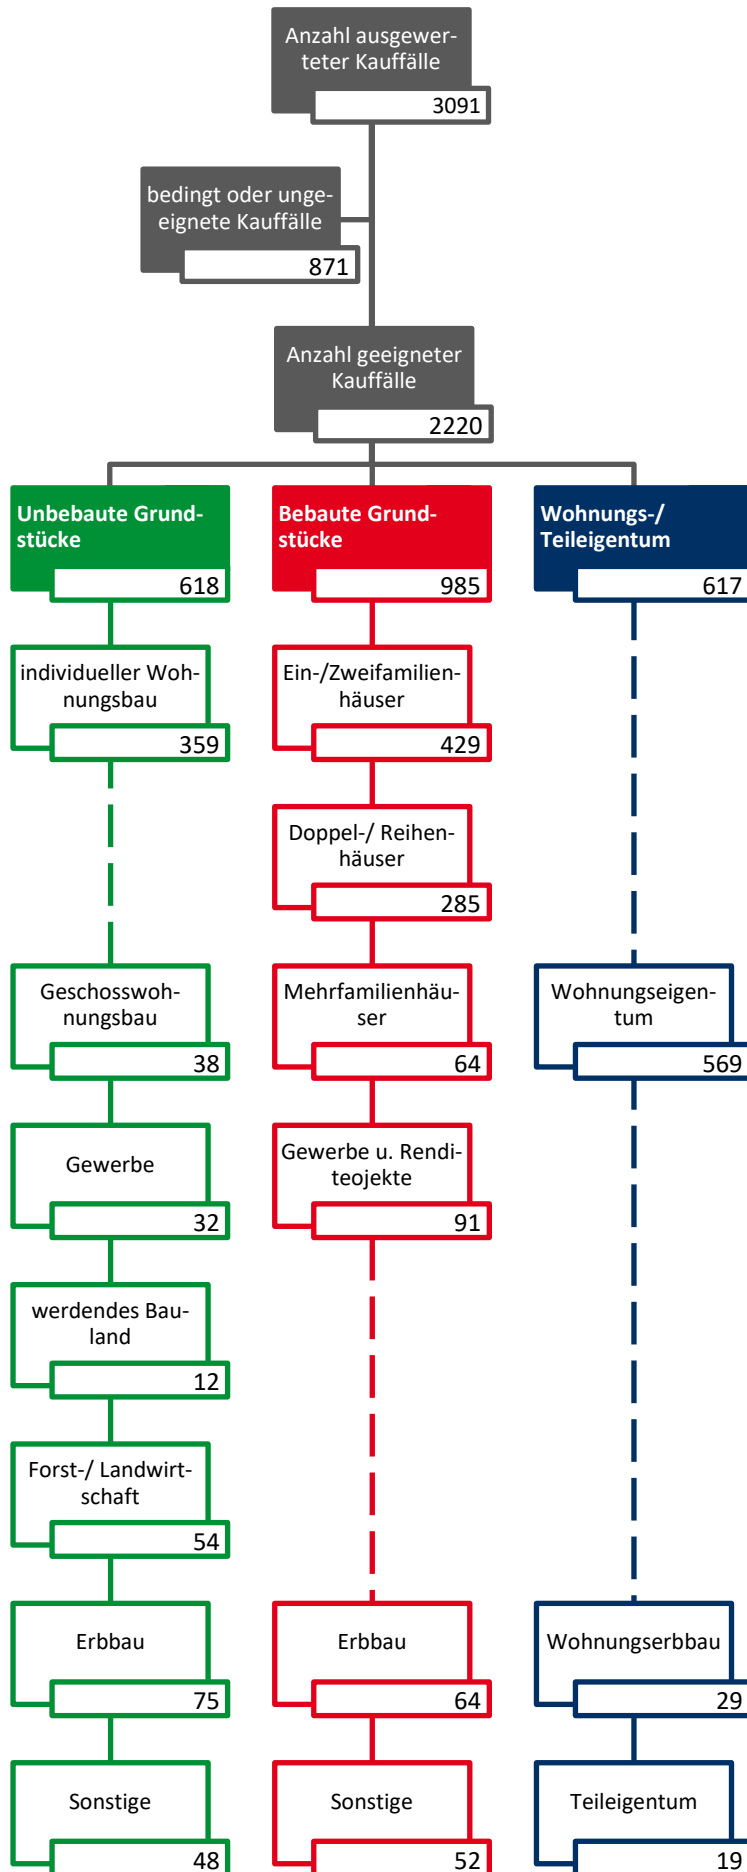 Anzahl ausgewer-
teter Kauffälle
3091
bedingt oder unge-
eignete Kauffälle
871
Anzahl geeigneter
Kauffälle
2220
Unbebaute Grund-
stücke
618
individueller Woh-
nungsbau
359
Geschosswoh-
nungsbau
38
Gewerbe
32
werdendes Bau-
land
12
Forst-/ Landwirt-
schaft
54
Erbbau
75
Sonstige
48
Bebaute Grund-
stücke
985
Ein-/Zweifamilien-
häuser
429
Doppel-/ Reihen-
häuser
285
Mehrfamilienhäu-
ser
64
Gewerbe u. Rendi-
teojekte
91
Erbbau
64
Sonstige
52
Wohnungs-/
Teileigentum
617
Wohnungseigen-
tum
569
Wohnungserbbau
29
Teileigentum
19